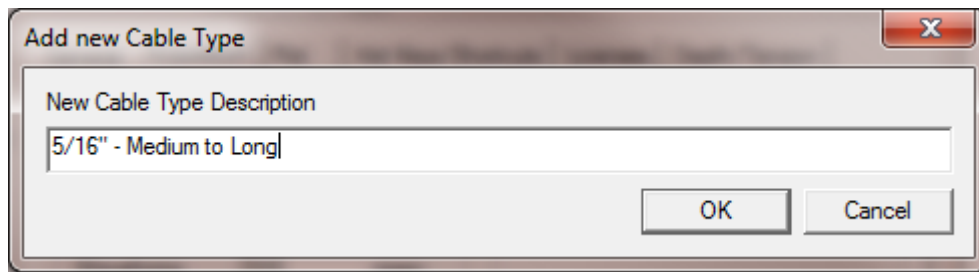 Add new Cable Type
New Cable Type Description
5/16" - Medium to Long
OK
Cancel